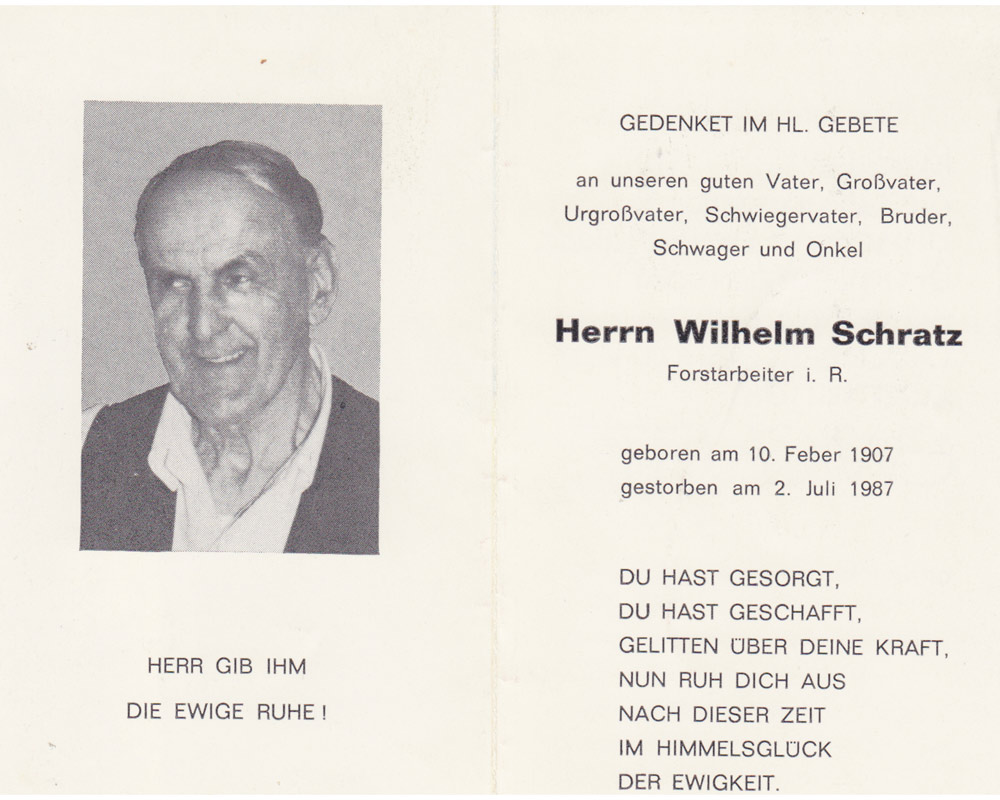 HERR GIB IHM
DIE EWIGE RUHE!
GEDENKET IM HL. GEBETE
an unseren guten Vater, Großvater,
Urgroßvater, Schwiegervater, Bruder,
Schwager und Onkel
Herrn Wilhelm Schratz
Forstarbeiter i. R.
geboren am 10. Feber 1907
gestorben am 2. Juli 1987
DU HAST GESORGT,
DU HAST GESCHAFFT,
GELITTEN ÜBER DEINE KRAFT,
NUN RUH DICH AUS
NACH DIESER ZEIT
IM HIMMELSGLÜCK
DER EWIGKEIT.